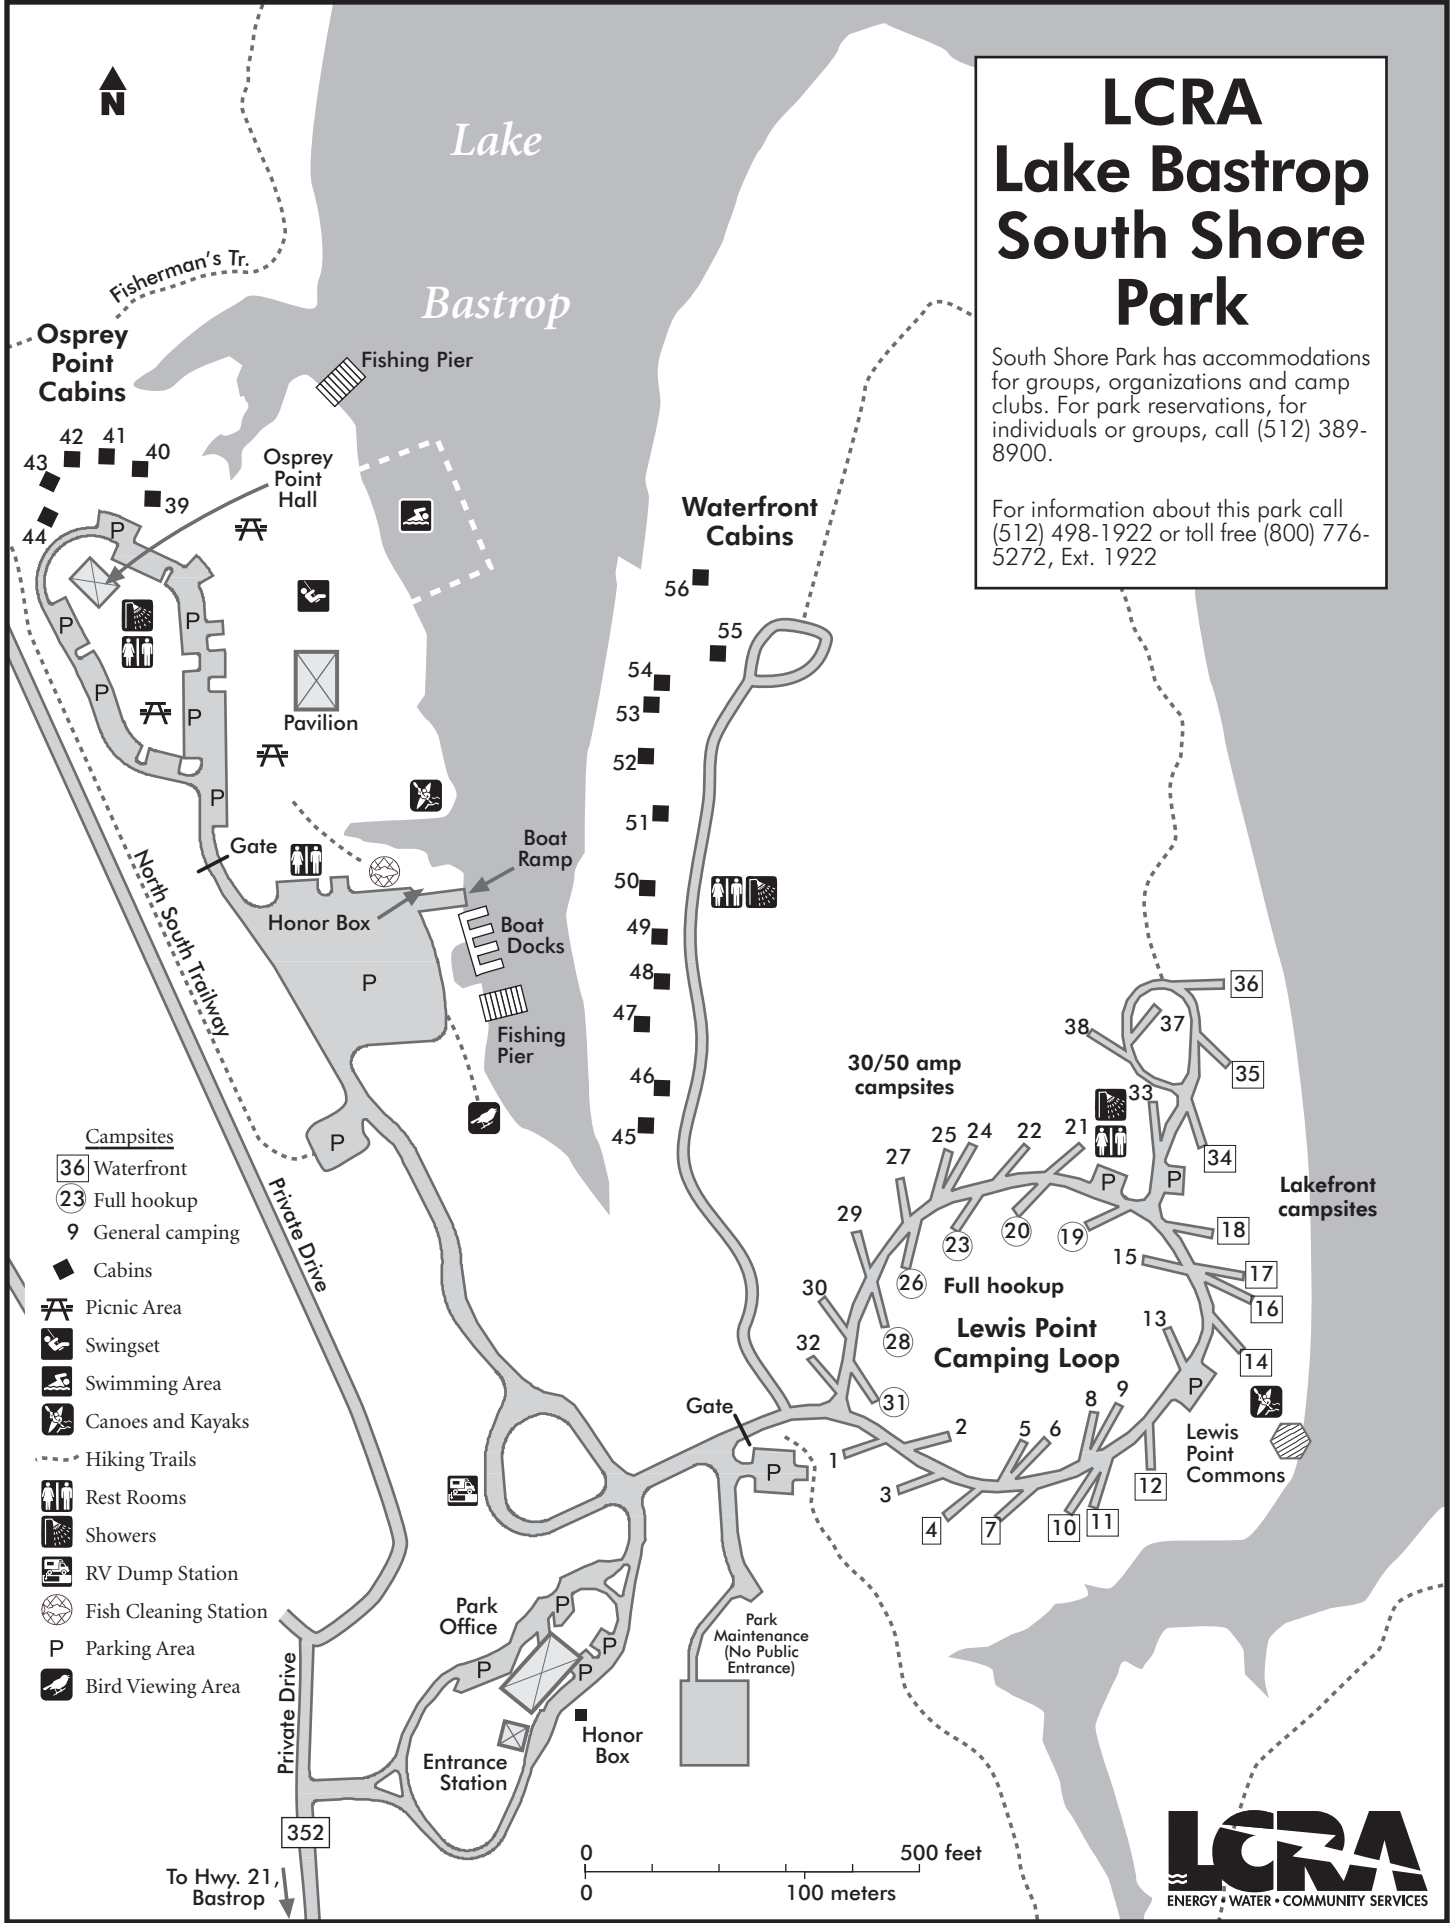 N
Lake
Bastrop
LCRA
Lake Bastrop
South Shore
Park
South Shore Park has accommodations
for groups, organizations and camp
clubs. For park reservations, for
individuals or groups, call (512) 389-
8900.
For information about this park call
(512) 498-1922 or toll free (800) 776-
5272, Ext. 1922
Fisherman's Tr.
Osprey
Point
Cabins
Fishing Pier
42
41
40
43
39
44
Osprey
Point
Hall
P
P
P
P
P
P
Pavilion
Waterfront
Cabins
56
55
54
53
52
51
50
49
48
47
46
45
Gate
Boat
Ramp
Honor Box
Boat
Docks
P
Fishing
Pier
North South Trailway
P
Private Drive
30/50 amp
campsites
36
37
38
35
33
34
25
24
22
21
27
P
P
Lakefront
campsites
29
23
20
19
18
15
17
26
Full hookup
16
30
13
28
Lewis Point
Camping Loop
14
32
P
31
9
8
Gate
2
5
6
1
Lewis
Point
Commons
P
3
12
4
7
10
11
Campsites
36 Waterfront
23 Full hookup
9 General camping
Cabins
Picnic Area
Swingset
Swimming Area
Canoes and Kayaks
Hiking Trails
Rest Rooms
Showers
RV Dump Station
Fish Cleaning Station
P Parking Area
Bird Viewing Area
Park
Office
P
P
P
P
Park
Maintenance
(No Public
Entrance)
Private Drive
Honor
Box
Entrance
Station
352
To Hwy. 21,
Bastrop
0 500 feet
0 100 meters
LCRA
ENERGY • WATER • COMMUNITY SERVICES